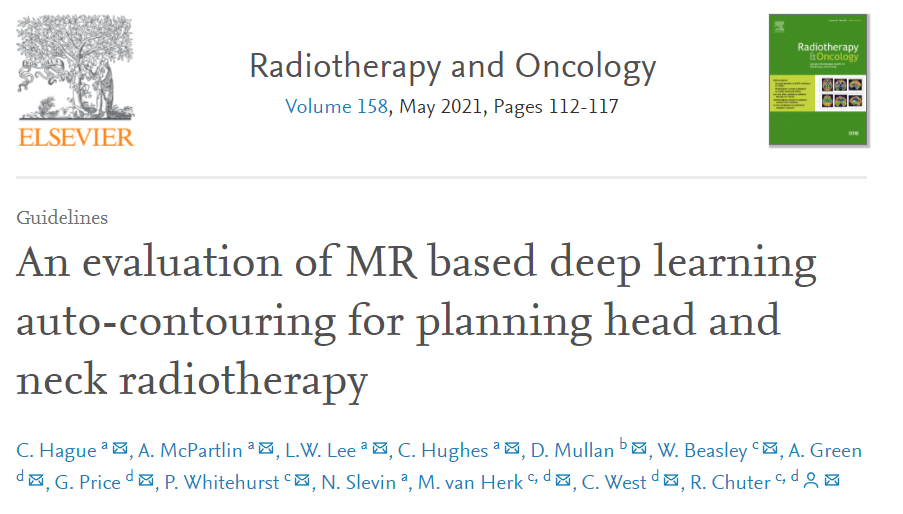 Radiotherapy and Oncology
Volume 158, May 2021, Pages 112-117
ELSEVIER
Radiotherapy
&Oncology
Guidelines
An evaluation of MR based deep learning
auto-contouring for planning head and
neck radiotherapy
C. Hague a, A. McPartlin a, L.W. Lee a, C. Hughes a, D. Mullan b, W. Beasley c, A. Green
d, G. Price d, P. Whitehurst c, N. Slevin a, M. van Herk c, d, C. West d, R. Chuter c, d